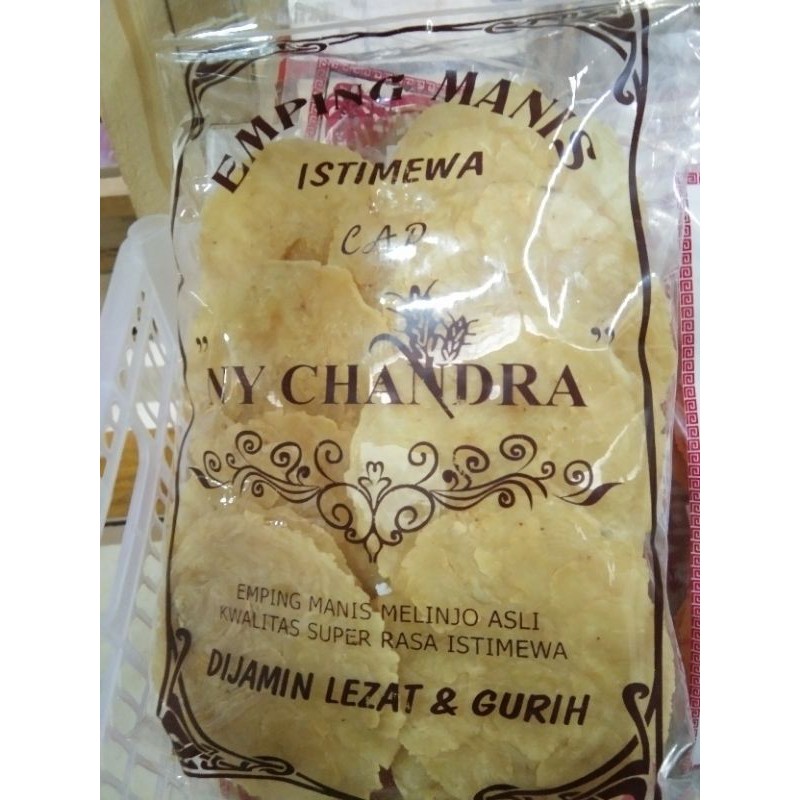 EMPING MANIS
ISTIMEWA
CAP
"NY CHANDRA"
EMPING MANIS MELINJO ASLI
KWALITAS SUPER RASA ISTIMEWA
DIJAMIN LEZAT & GURIH